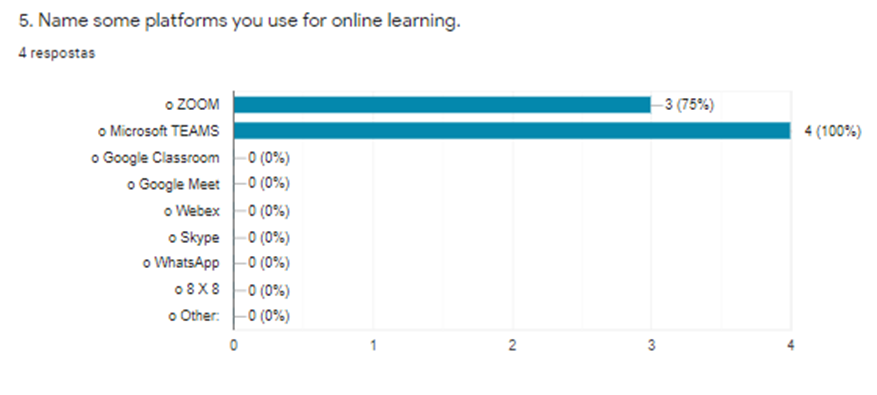 5. Name some platforms you use for online learning.
4 respostas
o ZOOM 3 (75%)
o Microsoft TEAMS 4 (100%)
o Google Classroom 0 (0%)
o Google Meet 0 (0%)
o Webex 0 (0%)
o Skype 0 (0%)
o WhatsApp 0 (0%)
o 8 X 8 0 (0%)
o Other: 0 (0%)
0 1 2 3 4